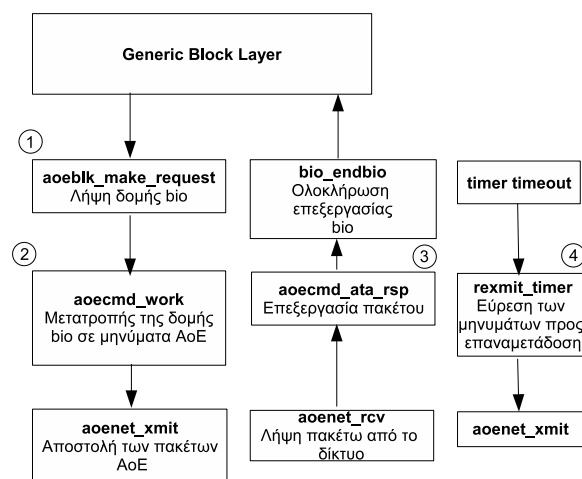 Generic Block Layer
1
aoeblk_make_request
Λήψη δομής bio
2
aoecmd_work
Μετατροπής της δομής
bio σε μηνύματα AoE
aoenet_xmit
Αποστολή των πακέτων
AoE
bio_endbio
Ολοκλήρωση
επεξεργασίας
bio
3
aoecmd_ata_rsp
Επεξεργασία πακέτου
aoenet_rcv
Λήψη πακέτω από το
δίκτυο
timer timeout
4
rexmit_timer
Εύρεση των
μηνυμάτων προς
επαναμετάδοση
aoenet_xmit